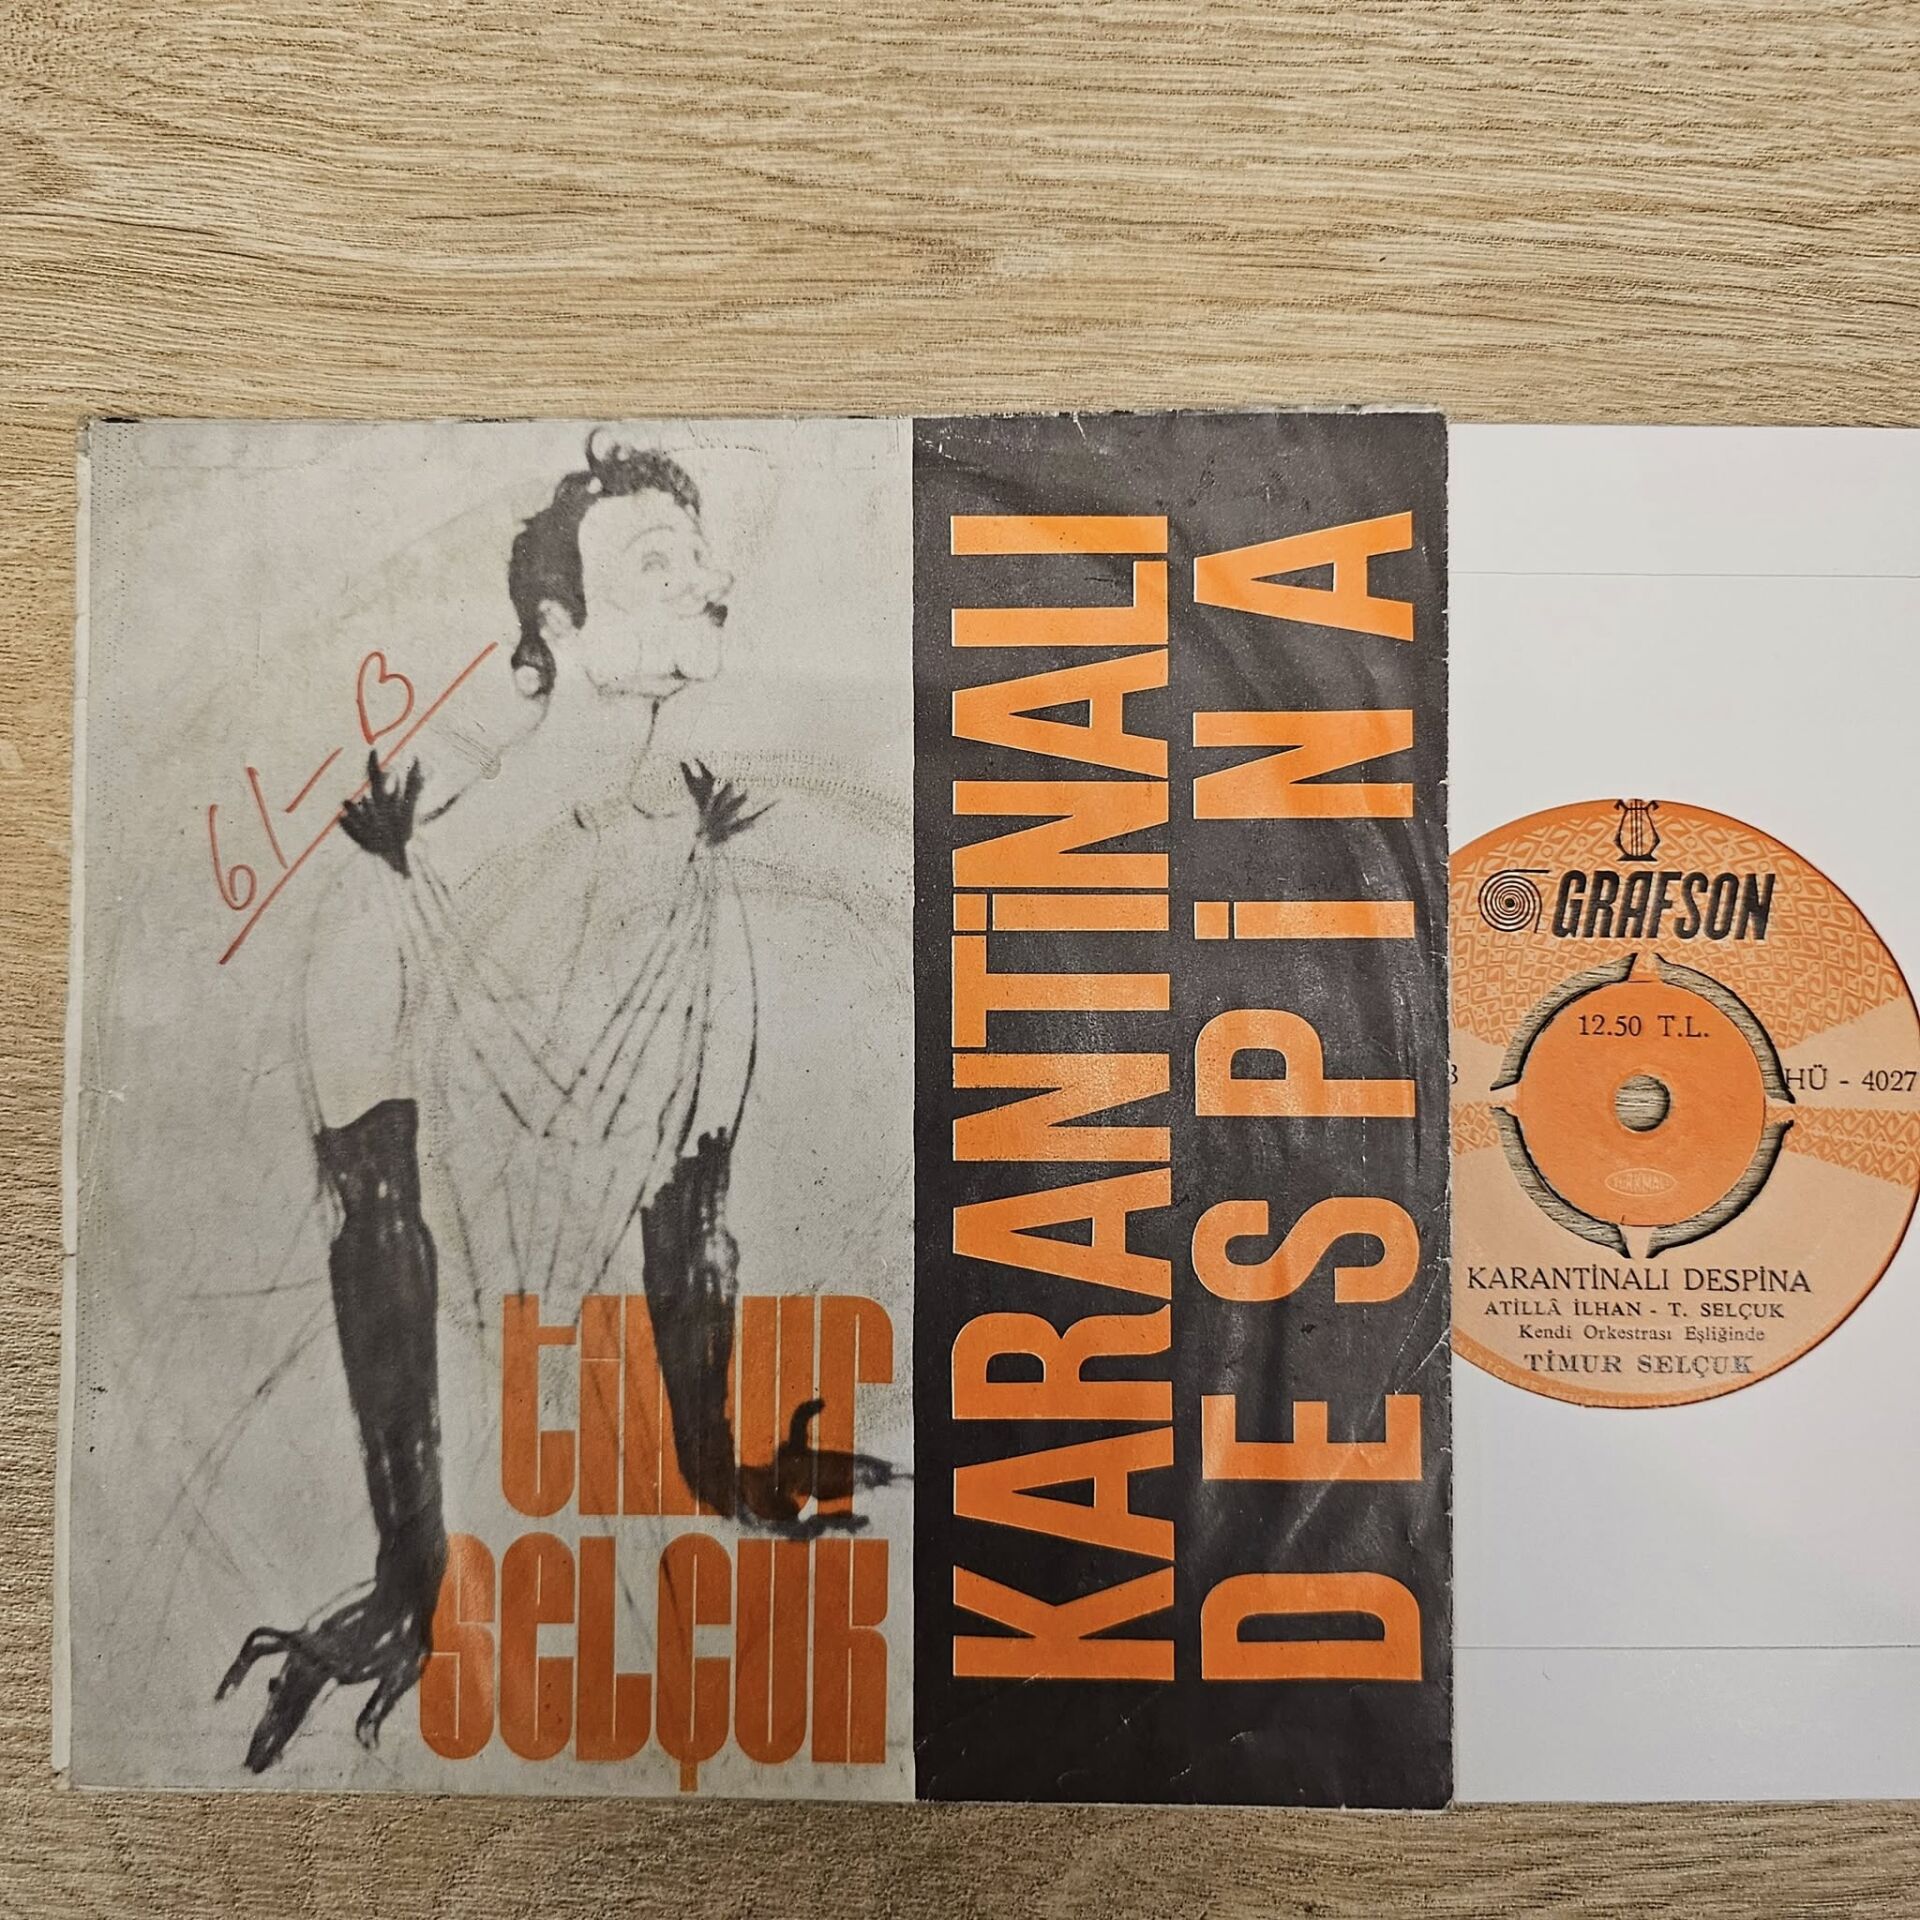 61-B
timur
selçuk
KARANTİNALI
DESPİNA
GRAFSON
12.50 T.L.
HÜ - 4027
KARANTİNALI DESPİNA
ATİLLÂ İLHAN - T. SELÇUK
Kendi Orkestrası Eşliğinde
TİMUR SELÇUK